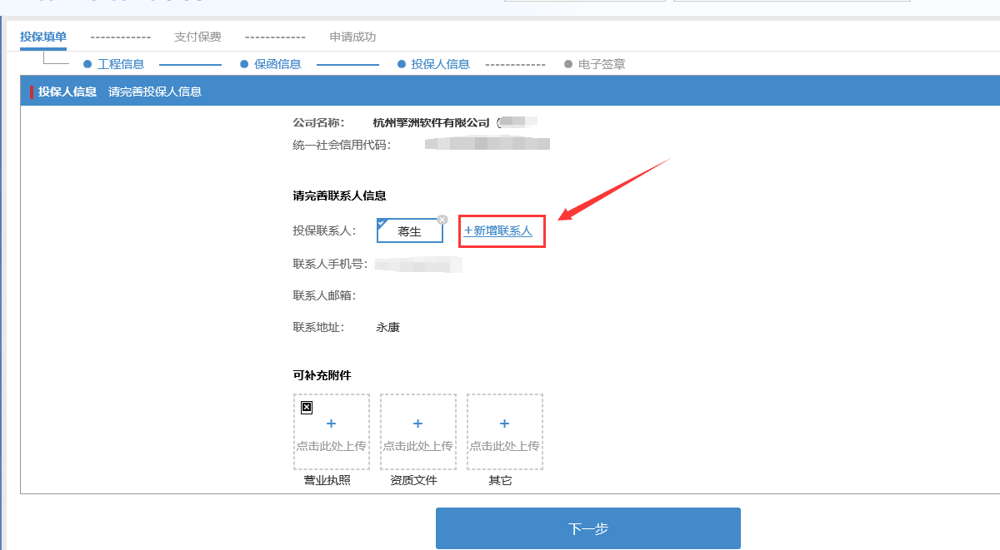 投保填单 ------------ 支付保费 ------------ 申请成功
工程信息 保函信息 投保人信息 ------------ 电子签章
投保人信息 请完善投保人信息
公司名称： 杭州擎洲软件有限公司（
统一社会信用代码：
请完善联系人信息
投保联系人： 蒋生 +新增联系人
联系人手机号：
联系人邮箱：
联系地址： 永康
可补充附件
+ + +
点击此处上传 点击此处上传 点击此处上传
营业执照 资质文件 其它
下一步